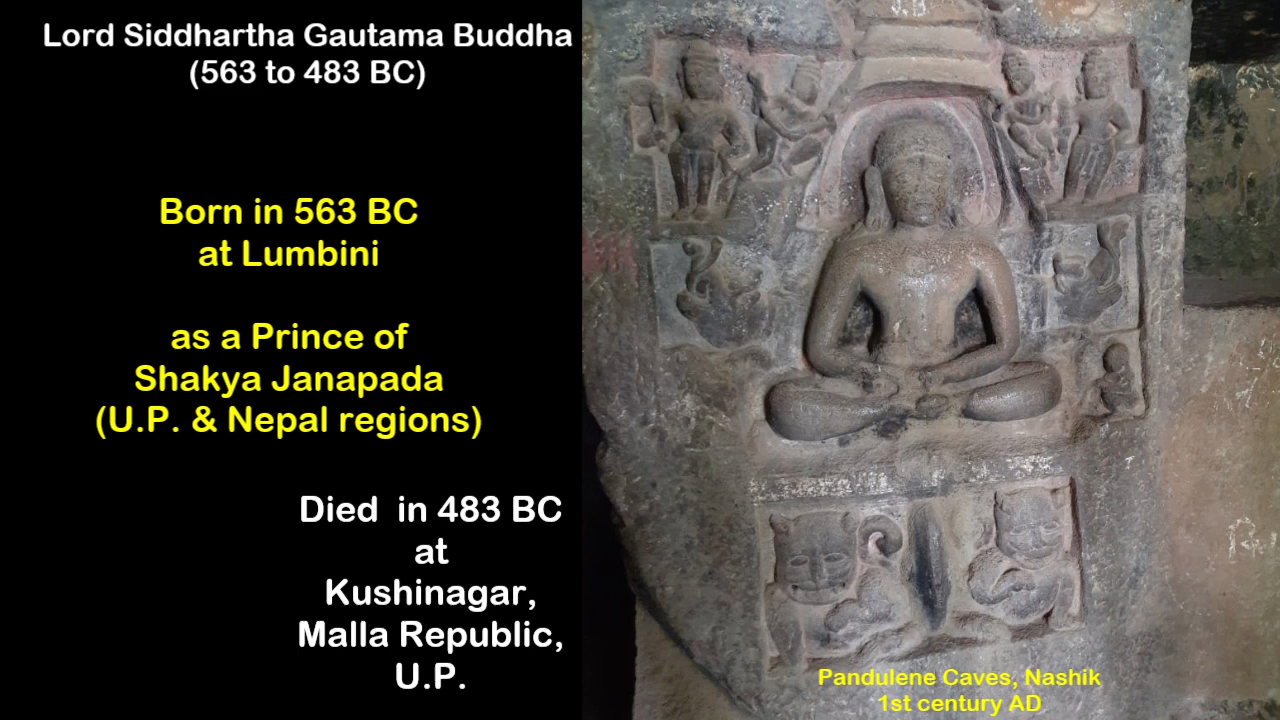 Lord Siddhartha Gautama Buddha
(563 to 483 BC)
Born in 563 BC
at Lumbini
as a Prince of
Shakya Janapada
(U.P. & Nepal regions)
Died  in 483 BC
at
Kushinagar,
Malla Republic,
U.P.
Pandulene Caves, Nashik
1st century AD